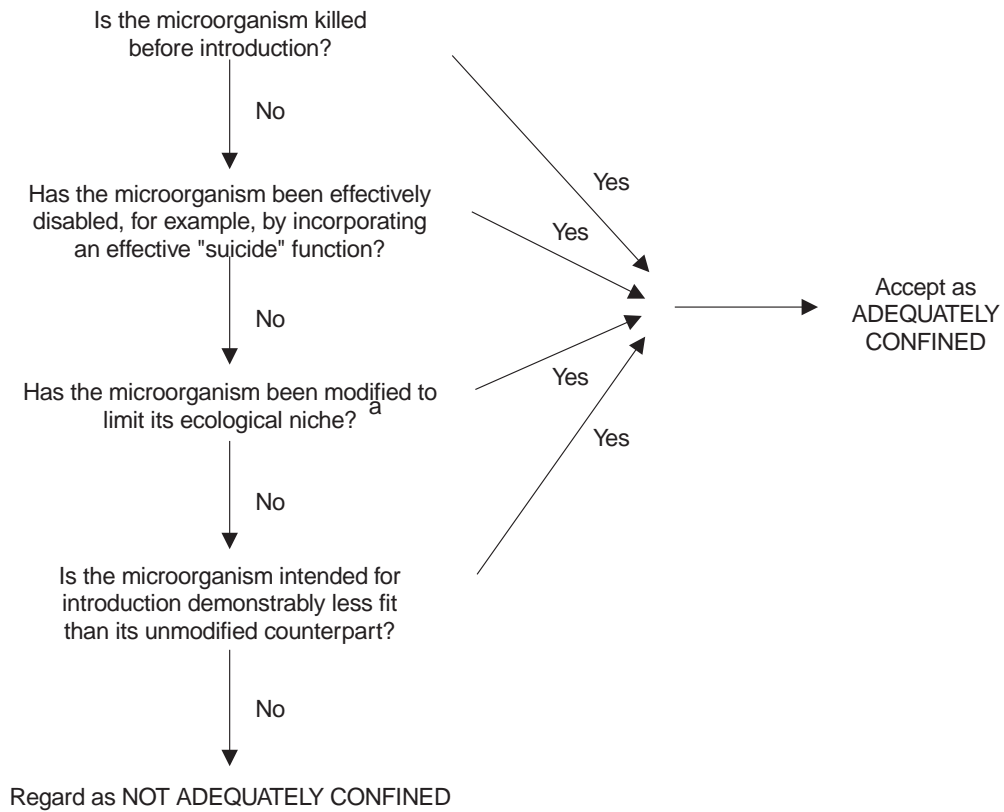 Is the microorganism killed
before introduction?
No
Yes
Has the microorganism been effectively
disabled, for example, by incorporating
an effective "suicide" function?
Yes
No
Accept as
ADEQUATELY
CONFINED
Has the microorganism been modified to
limit its ecological niche? a
Yes
Yes
No
Is the microorganism intended for
introduction demonstrably less fit
than its unmodified counterpart?
No
Regard as NOT ADEQUATELY CONFINED